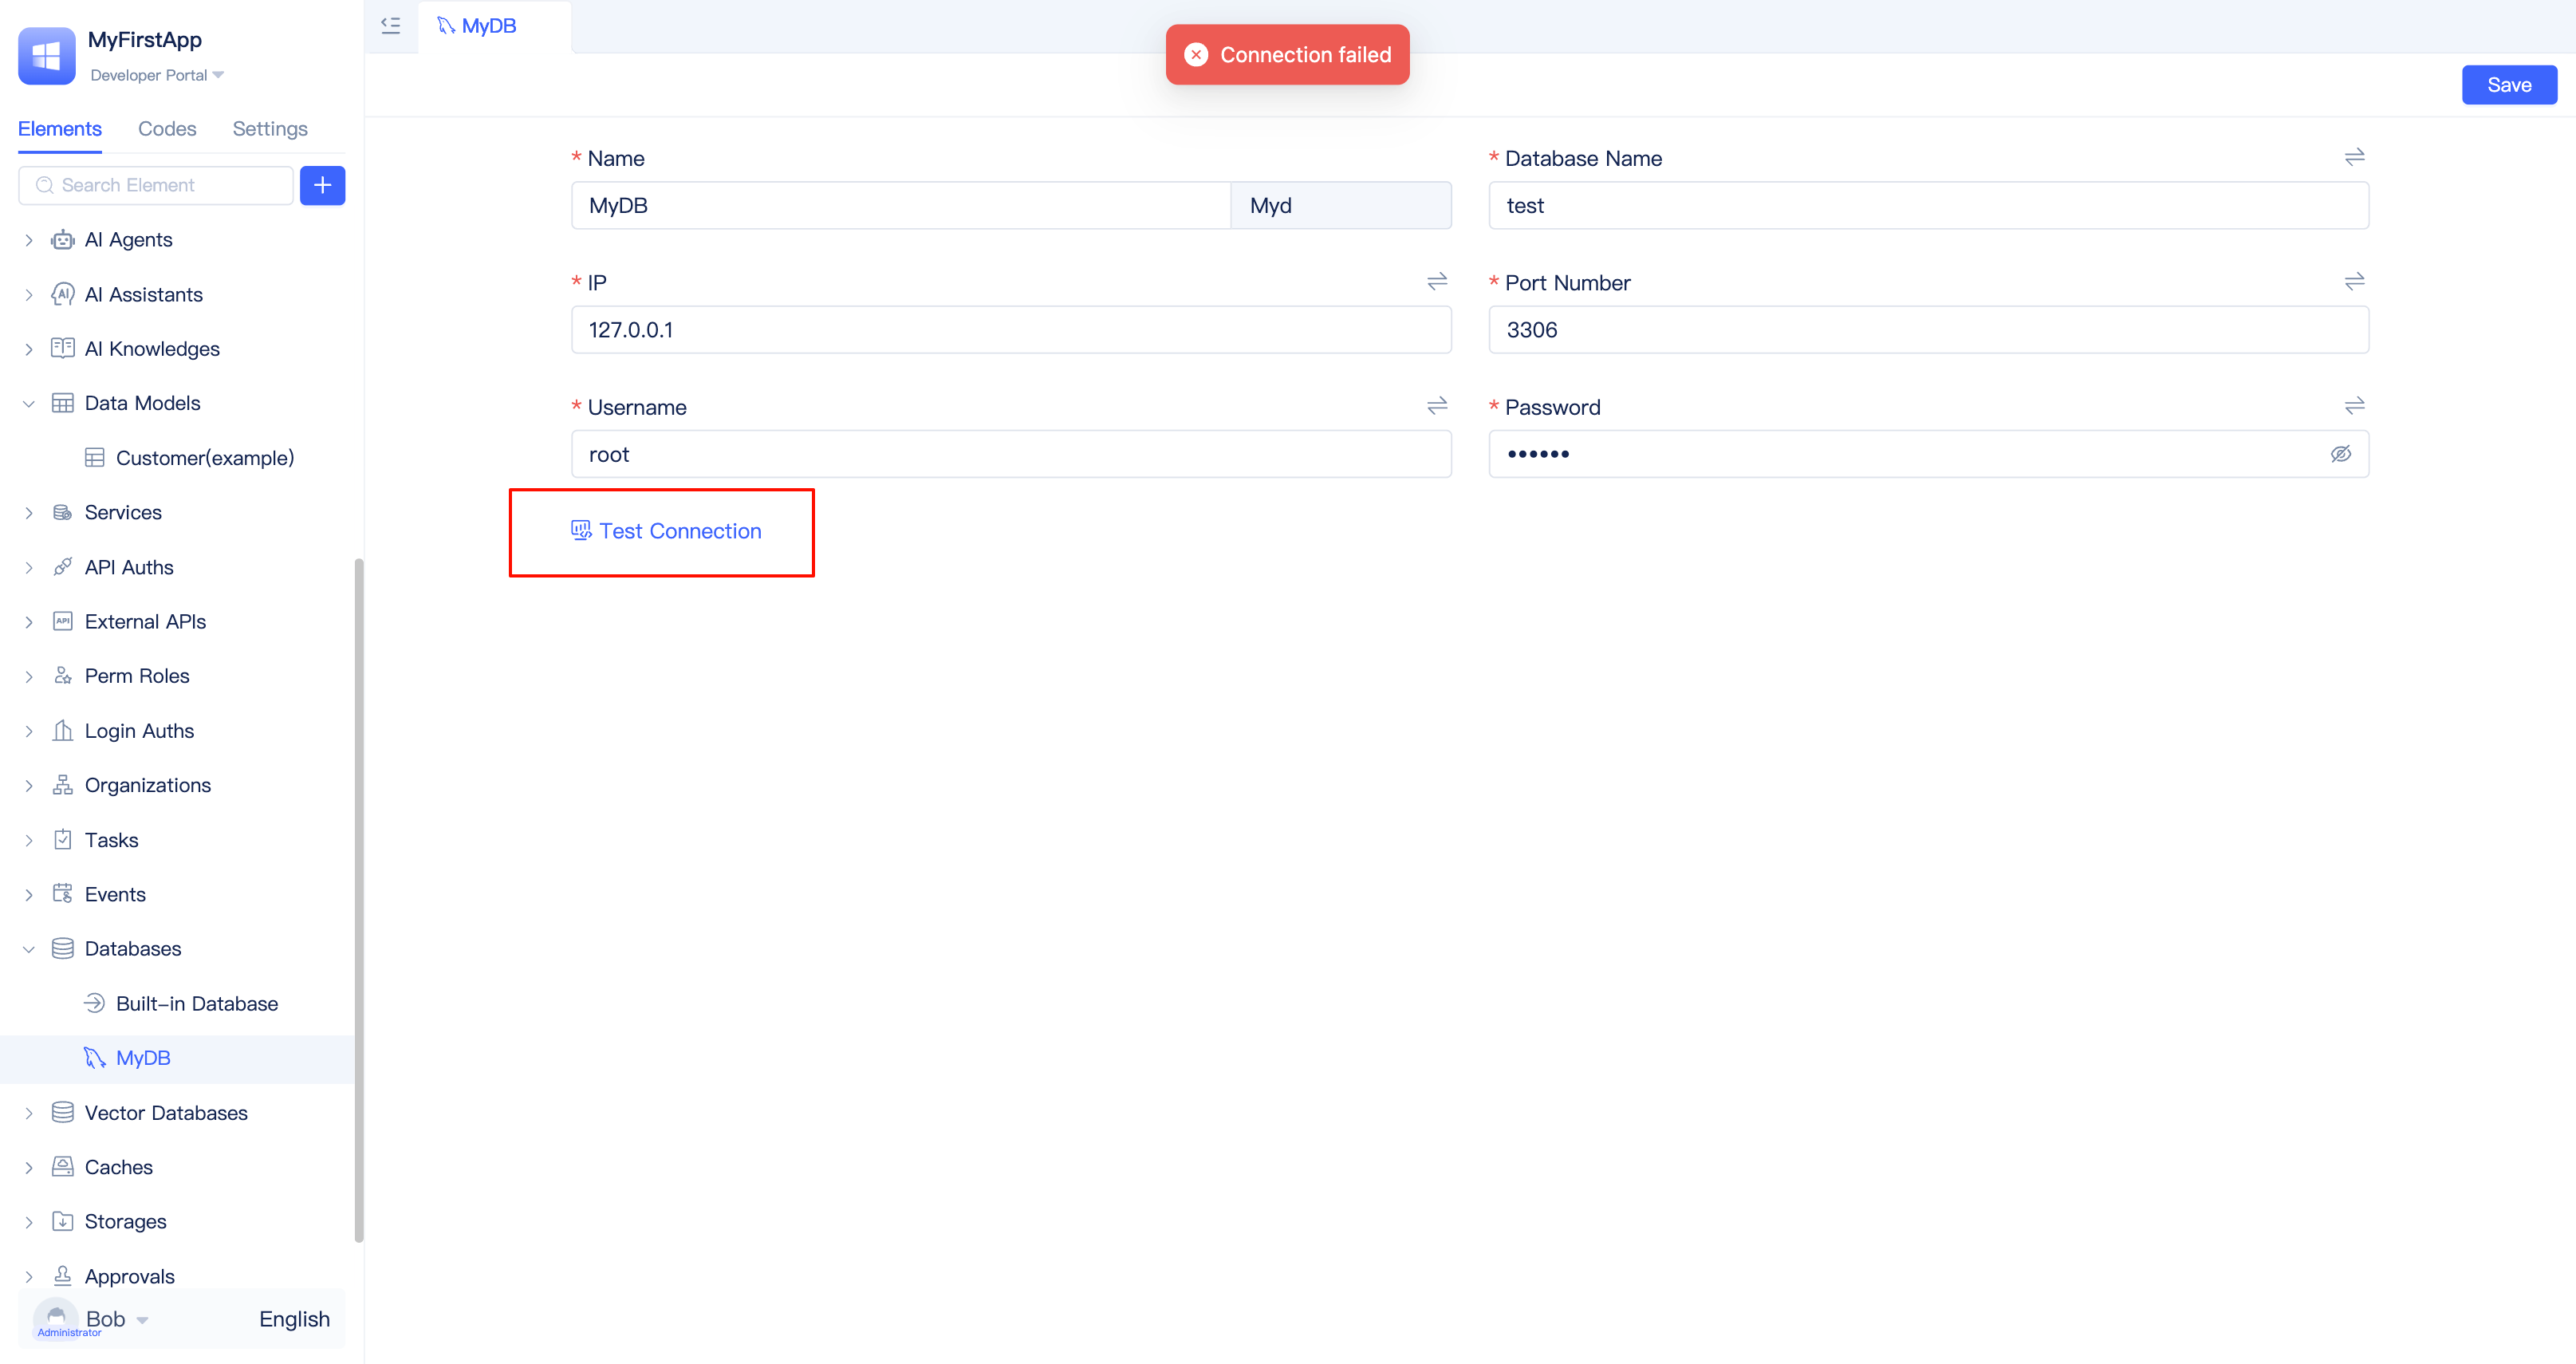 MyFirstApp
Developer Portal
Elements Codes Settings
Search Element
AI Agents
AI Assistants
AI Knowledges
Data Models
Customer(example)
Services
API Auths
External APIs
Perm Roles
Login Auths
Organizations
Tasks
Events
Databases
Built-in Database
MyDB
Vector Databases
Caches
Storages
Approvals
Bob
Administrator
English
MyDB
Connection failed
Save
* Name
MyDB Myd
* Database Name
test
* IP
127.0.0.1
* Port Number
3306
* Username
root
* Password
••••••
Test Connection